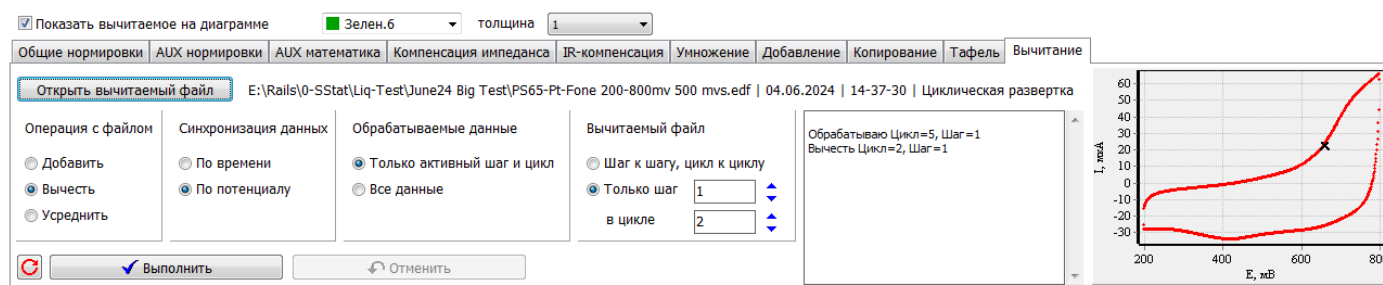 Показать вычитаемое на диаграмме Зелен.6 толщина 1
Общие нормировки AUX нормировки AUX математика Компенсация импеданса IR-компенсация Умножение Добавление Копирование Тафель Вычитание
Открыть вычитаемый файл E:\Rails\0-SStat\Liq-Test\June24 Big Test\PS65-Pt-Fone 200-800mv 500 mvs.edf | 04.06.2024 | 14-37-30 | Циклическая развертка
Операция с файлом
Добавить
Вычесть
Усреднить
Синхронизация данных
По времени
По потенциалу
Обрабатываемые данные
Только активный шаг и цикл
Все данные
Вычитаемый файл
Шаг к шагу, цикл к циклу
Только шаг 1
в цикле 2
Обрабатываю Цикл=5, Шаг=1
Вычесть Цикл=2, Шаг=1
Выполнить Отменить
I, мкА
60
50
40
30
20
10
0
-10
-20
-30
200 400 600 80
E, мВ